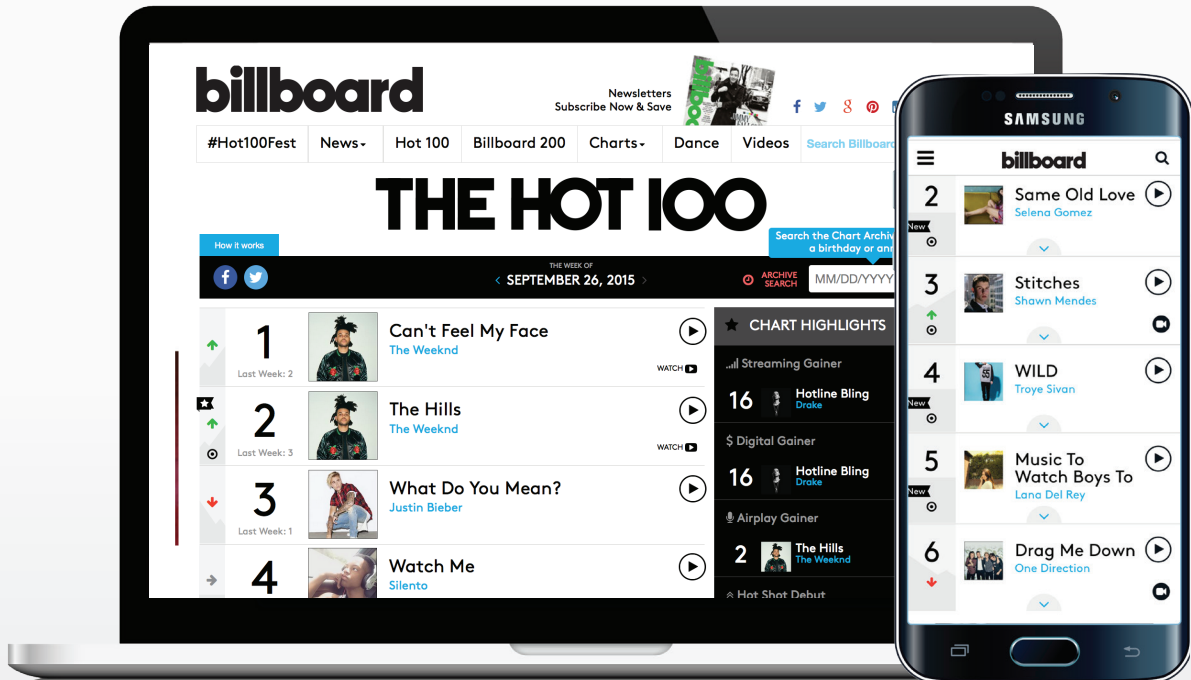 billboard
Newsletters
Subscribe Now & Save
#Hot100Fest News Hot 100 Billboard 200 Charts Dance Videos Search Billboard
THE HOT 100
How it works
Search the Chart Archive
a birthday or
THE WEEK OF
SEPTEMBER 26, 2015
ARCHIVE
SEARCH
MM/DD/YYYY
1
Last Week: 2
Can't Feel My Face
The Weeknd
WATCH
2
Last Week: 3
The Hills
The Weeknd
WATCH
3
Last Week: 1
What Do You Mean?
Justin Bieber
4
Watch Me
Silento
CHART HIGHLIGHTS
Streaming Gainer
16
Hotline Bling
Drake
$ Digital Gainer
16
Hotline Bling
Drake
Airplay Gainer
2
The Hills
The Weeknd
Hot Shot Debut
SAMSUNG
billboard
2
New
Same Old Love
Selena Gomez
3
Stitches
Shawn Mendes
4
New
WILD
Troye Sivan
5
New
Music To
Watch Boys To
Lana Del Rey
6
Drag Me Down
One Direction